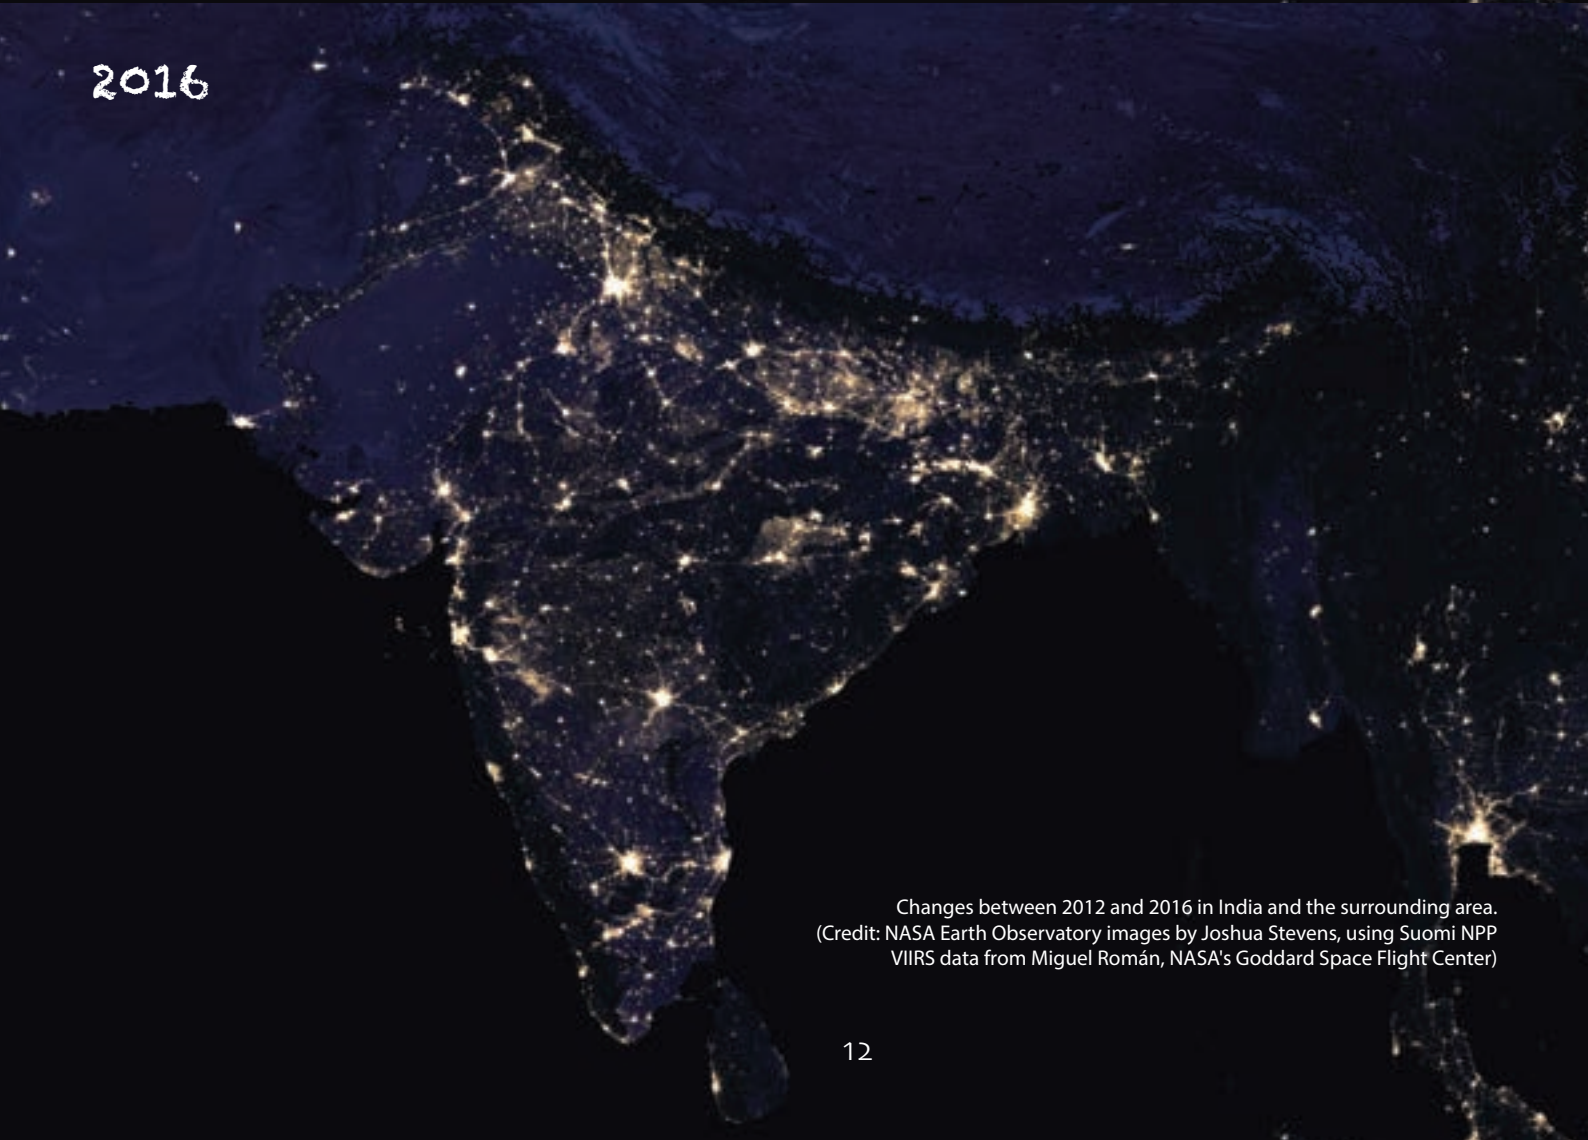 2016
Changes between 2012 and 2016 in India and the surrounding area.
(Credit: NASA Earth Observatory images by Joshua Stevens, using Suomi NPP
VIIRS data from Miguel Román, NASA's Goddard Space Flight Center)
12